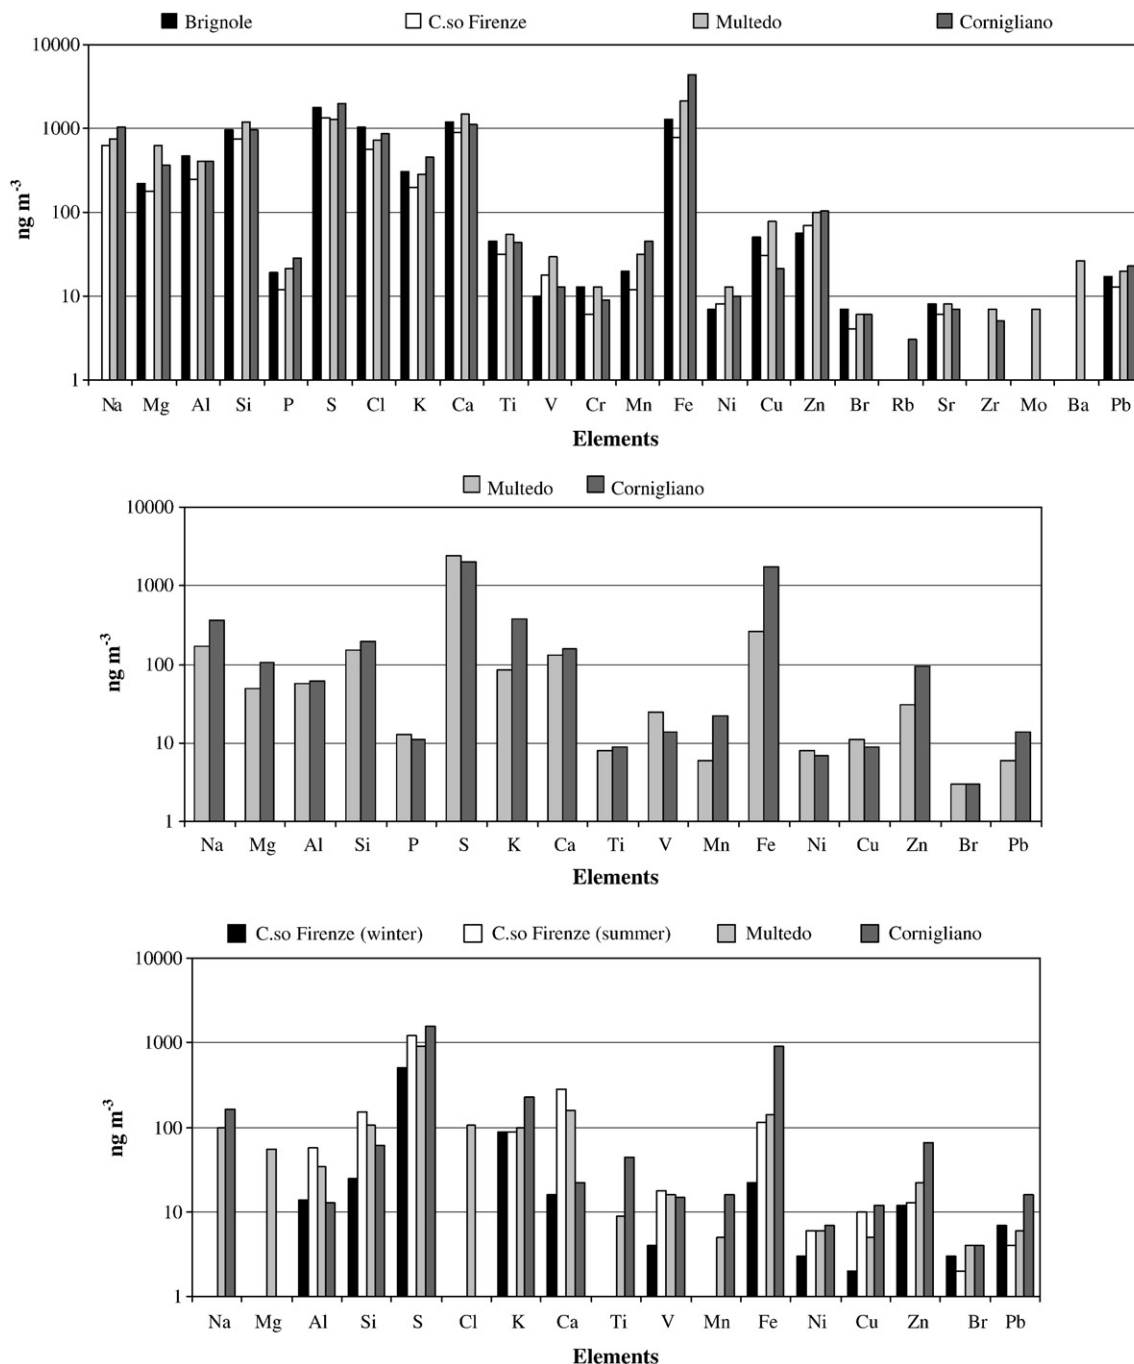 Brignole C.so Firenze Multedo Cornigliano
10000
1000
100
10
1
ng m-3
Na Mg Al Si P S Cl K Ca Ti V Cr Mn Fe Ni Cu Zn Br Rb Sr Zr Mo Ba Pb
Elements
Multedo Cornigliano
10000
1000
100
10
1
ng m-3
Na Mg Al Si P S K Ca Ti V Mn Fe Ni Cu Zn Br Pb
Elements
C.so Firenze (winter) C.so Firenze (summer) Multedo Cornigliano
10000
1000
100
10
1
ng m-3
Na Mg Al Si S Cl K Ca Ti V Mn Fe Ni Cu Zn Br Pb
Elements